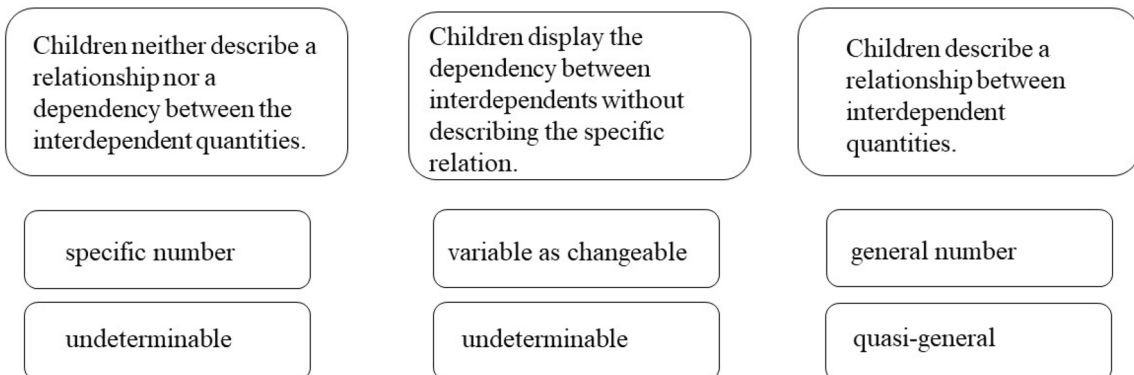 Children neither describe a
relationship nor a
dependency between the
interdependent quantities.
Children display the
dependency between
interdependents without
describing the specific
relation.
Children describe a
relationship between
interdependent
quantities.
specific number
variable as changeable
general number
undeterminable
undeterminable
quasi-general